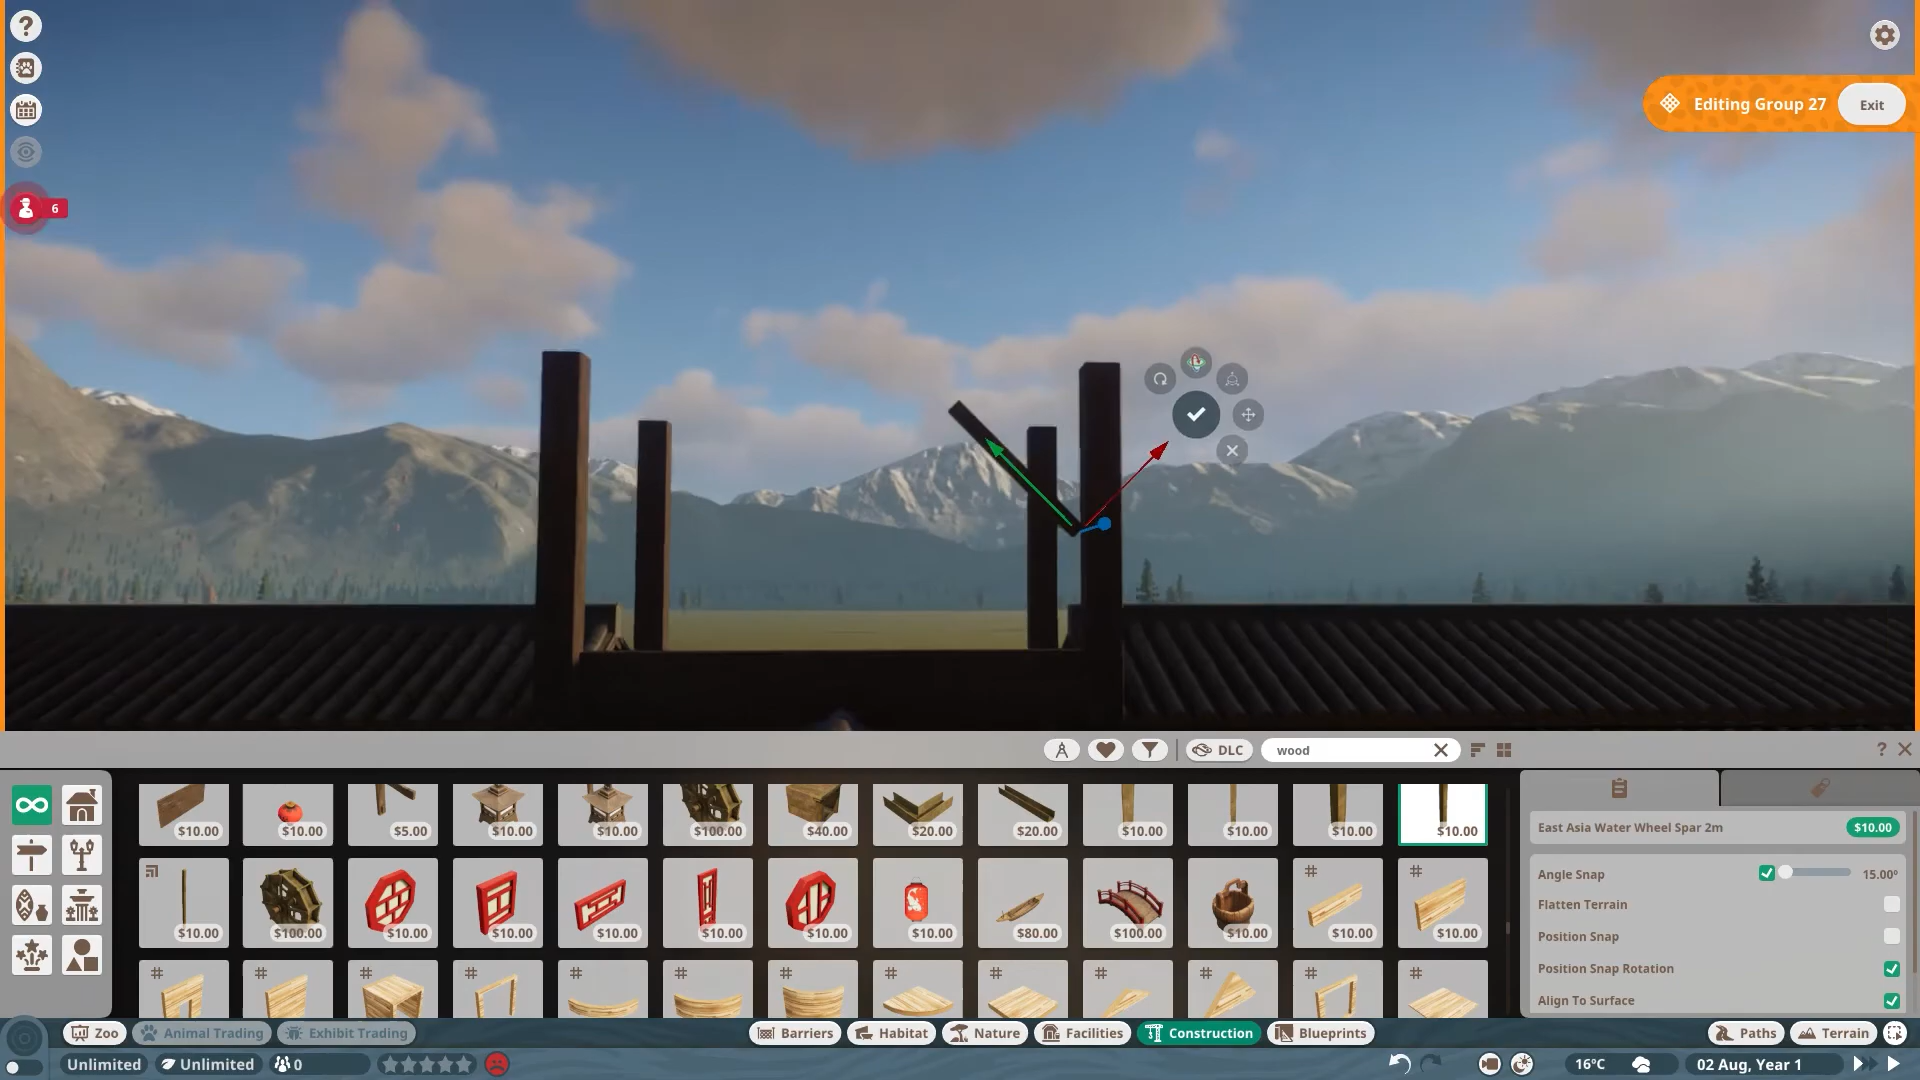 ?
Editing Group 27 Exit
6
DLC wood
?
$10.00 $10.00 $5.00 $10.00 $10.00 $100.00 $40.00 $20.00 $20.00 $10.00 $10.00 $10.00 $10.00
$10.00 $100.00 $10.00 $10.00 $10.00 $10.00 $10.00 $10.00 $80.00 $100.00 $10.00 $10.00 $10.00
East Asia Water Wheel Spar 2m $10.00
Angle Snap 15.00°
Flatten Terrain
Position Snap
Position Snap Rotation
Align To Surface
Zoo Animal Trading Exhibit Trading Barriers Habitat Nature Facilities Construction Blueprints Paths Terrain
Unlimited Unlimited 0 16°C 02 Aug, Year 1